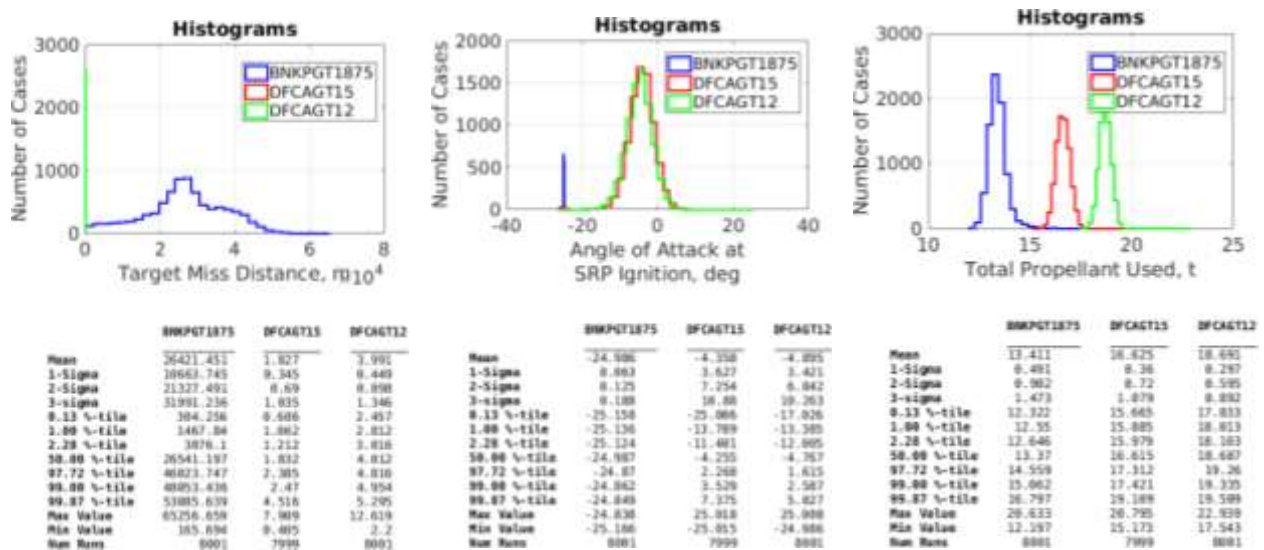 Histograms
Number of Cases
3000
2000
1000
0
BNKPGT1875
DFCAGT15
DFCAGT12
0 2 4 6 8
Target Miss Distance,
10^4
Histograms
Number of Cases
2000
1500
1000
500
0
BNKPGT1875
DFCAGT15
DFCAGT12
-40 -20 0 20 40
Angle of Attack at
SRP Ignition, deg
Histograms
Number of Cases
3000
2000
1000
0
BNKPGT1875
DFCAGT15
DFCAGT12
10 15 20 25
Total Propellant Used, t
BNKPGT1875 DFCAGT15 DFCAGT12
Mean 26421.451 1.827 3.991
1-Sigma 10663.745 0.345 0.449
2-Sigma 21327.491 0.69 0.898
3-sigma 31991.236 1.035 1.346
0.13 %-tile 304.256 0.686 2.457
1.00 %-tile 1467.84 1.062 2.812
2.28 %-tile 3076.1 1.212 3.016
50.00 %-tile 26541.197 1.832 4.012
97.72 %-tile 46023.747 2.385 4.816
99.00 %-tile 2.47 4.954
99.87 %-tile 4.516 5.295
Max Value 65256.659 7.909 12.619
Min Value 165.694 0.405 2.2
Num Runs 8001 7999 8001
BNKPGT1875 DFCAGT15 DFCAGT12
Mean -24.986 -4.350 -4.895
1-Sigma 0.063 3.627 3.421
2-Sigma 0.125 7.254 6.842
3-sigma 0.188 10.88 10.263
0.13 %-tile -25.158 -25.006 -17.026
1.00 %-tile -25.136 -13.789 -13.385
2.28 %-tile -25.124 -11.481 -12.005
50.00 %-tile -24.987 -4.255 -4.767
97.72 %-tile -24.87 2.268 1.615
99.00 %-tile -24.862 3.529 2.587
99.87 %-tile -24.849 7.375 5.827
Max Value -24.838 25.018 25.008
Min Value -25.166 -25.015 -24.986
Num Runs 8001 7999 8001
BNKPGT1875 DFCAGT15 DFCAGT12
Mean 13.411 16.625 18.691
1-Sigma 0.491 0.36 0.297
2-Sigma 0.982 0.72 0.595
3-sigma 1.473 1.079 0.892
0.13 %-tile 12.322 15.665 17.833
1.00 %-tile 12.55 15.885 18.013
2.28 %-tile 12.646 15.979 18.103
50.00 %-tile 13.37 16.615 18.687
97.72 %-tile 14.559 17.312 19.26
99.00 %-tile 15.062 17.421 19.335
99.87 %-tile 16.797 19.109 19.509
Max Value 20.633 20.795 22.939
Min Value 12.197 15.173 17.543
Num Runs 8001 7999 8001